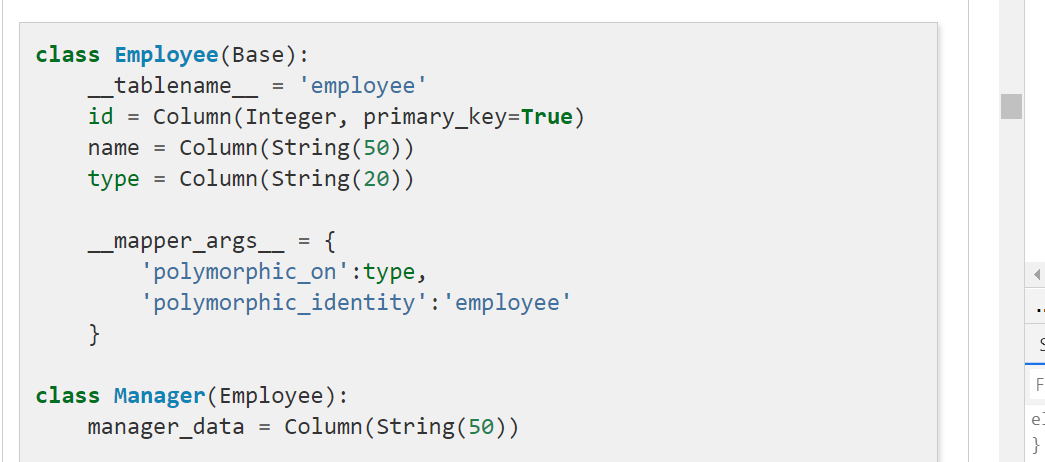 class Employee(Base):
    __tablename__ = 'employee'
    id = Column(Integer, primary_key=True)
    name = Column(String(50))
    type = Column(String(20))

    __mapper_args__ = {
        'polymorphic_on':type,
        'polymorphic_identity':'employee'
    }

class Manager(Employee):
    manager_data = Column(String(50))
..
F
}